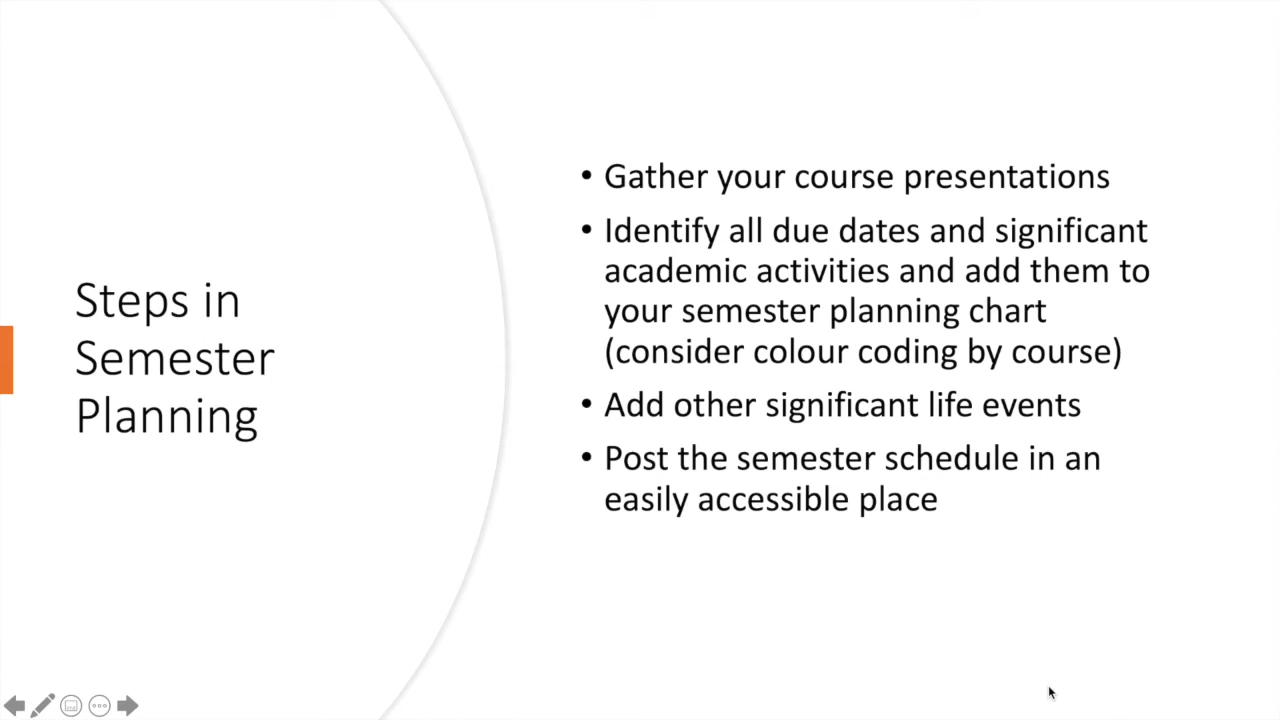 Steps in
Semester
Planning
• Gather your course presentations
• Identify all due dates and significant
academic activities and add them to
your semester planning chart
(consider colour coding by course)
• Add other significant life events
• Post the semester schedule in an
easily accessible place